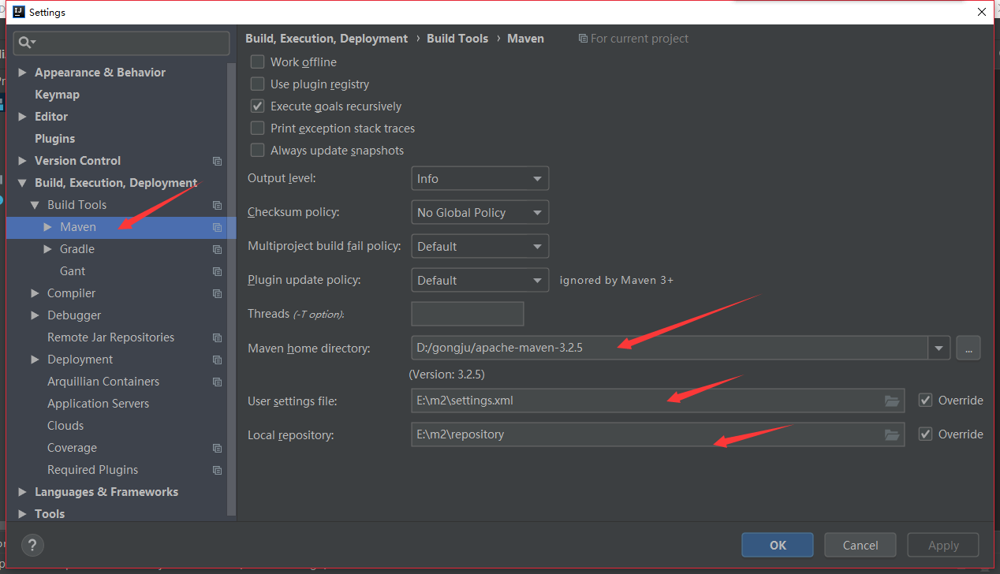 Settings
Build, Execution, Deployment › Build Tools › Maven For current project
Appearance & Behavior
Keymap
Editor
Plugins
Version Control
Build, Execution, Deployment
Build Tools
Maven
Gradle
Gant
Compiler
Debugger
Remote Jar Repositories
Deployment
Arquillian Containers
Application Servers
Clouds
Coverage
Required Plugins
Languages & Frameworks
Tools
Work offline
Use plugin registry
Execute goals recursively
Print exception stack traces
Always update snapshots
Output level: Info
Checksum policy: No Global Policy
Multiproject build fail policy: Default
Plugin update policy: Default ignored by Maven 3+
Threads (-T option):
Maven home directory: D:/gongju/apache-maven-3.2.5 ...
(Version: 3.2.5)
User settings file: E:\m2\settings.xml Override
Local repository: E:\m2\repository Override
? OK Cancel Apply